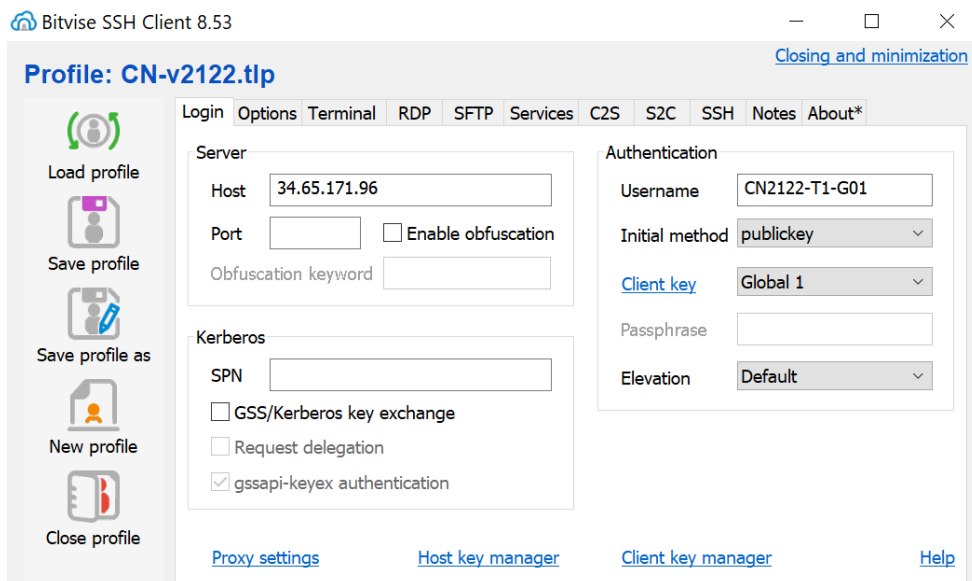 Bitvise SSH Client 8.53
Closing and minimization
Profile: CN-v2122.tlp
Load profile
Save profile
Save profile as
New profile
Close profile
Login Options Terminal RDP SFTP Services C2S S2C SSH Notes About*
Server
Host 34.65.171.96
Port Enable obfuscation
Obfuscation keyword
Kerberos
SPN
GSS/Kerberos key exchange
Request delegation
gssapi-keyex authentication
Authentication
Username CN2122-T1-G01
Initial method publickey
Client key Global 1
Passphrase
Elevation Default
Proxy settings Host key manager Client key manager Help